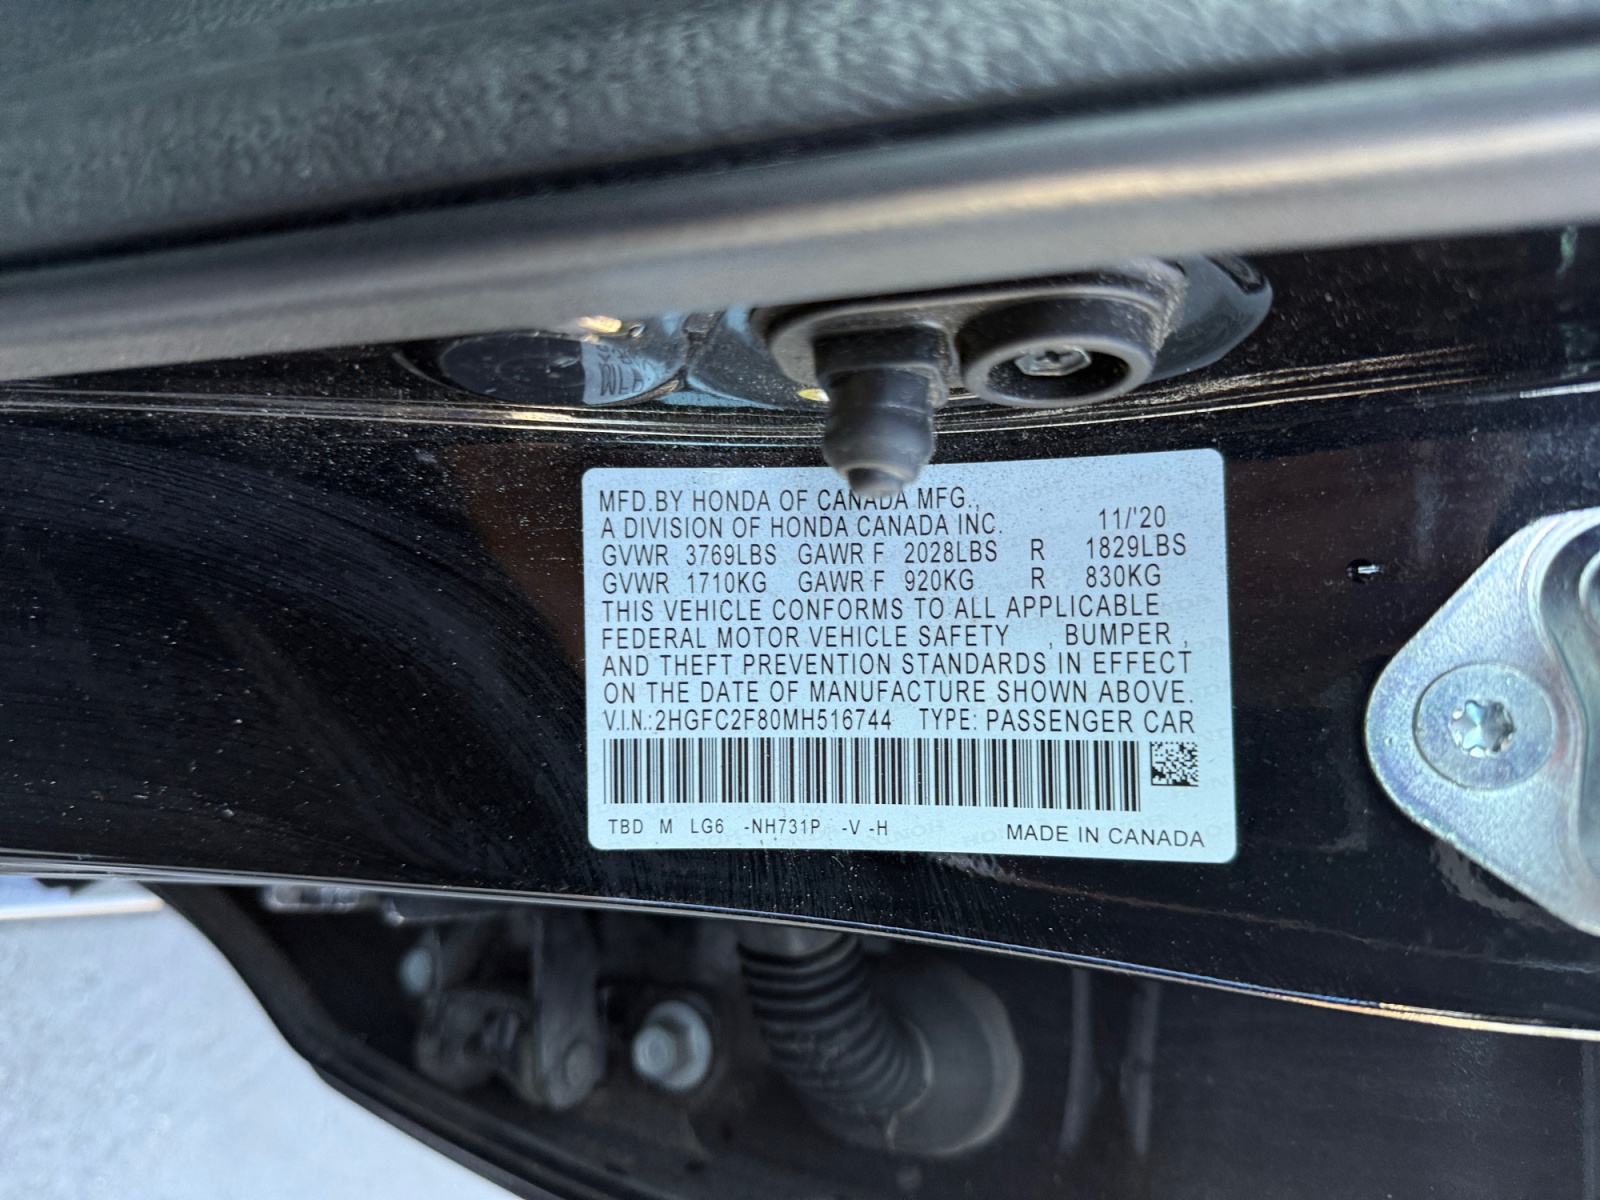 MFD.BY HONDA OF CANADA MFG.,
A DIVISION OF HONDA CANADA INC. 11/'20
GVWR 3769LBS GAWR F 2028LBS R 1829LBS
GVWR 1710KG GAWR F 920KG R 830KG
THIS VEHICLE CONFORMS TO ALL APPLICABLE
FEDERAL MOTOR VEHICLE SAFETY , BUMPER ,
AND THEFT PREVENTION STANDARDS IN EFFECT
ON THE DATE OF MANUFACTURE SHOWN ABOVE.
V.I.N.:2HGFC2F80MH516744 TYPE: PASSENGER CAR
TBD M LG6 -NH731P -V -H MADE IN CANADA